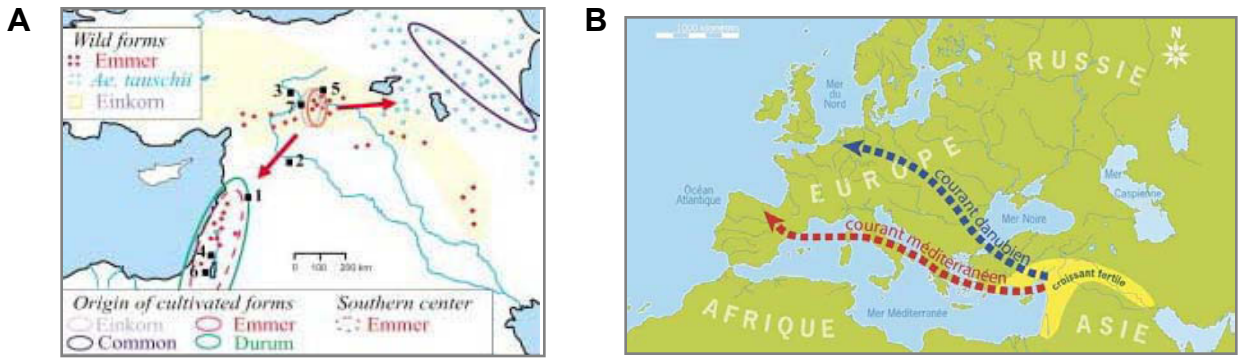 A
Wild forms
Emmer
Ae. tauschii
Einkorn
3
5
7
2
1
4
6
0 100 200 km
Origin of cultivated forms
Southern center
Einkorn
Emmer
Emmer
Common
Durum
B
1000 kilomètres
N
RUSSIE
Mer
du
Nord
EUROPE
Océan
Atlantique
Mer
Caspienne
courant danubien
Mer Noire
courant méditerranéen
croissant fertile
Mer Méditerranée
AFRIQUE
ASIE